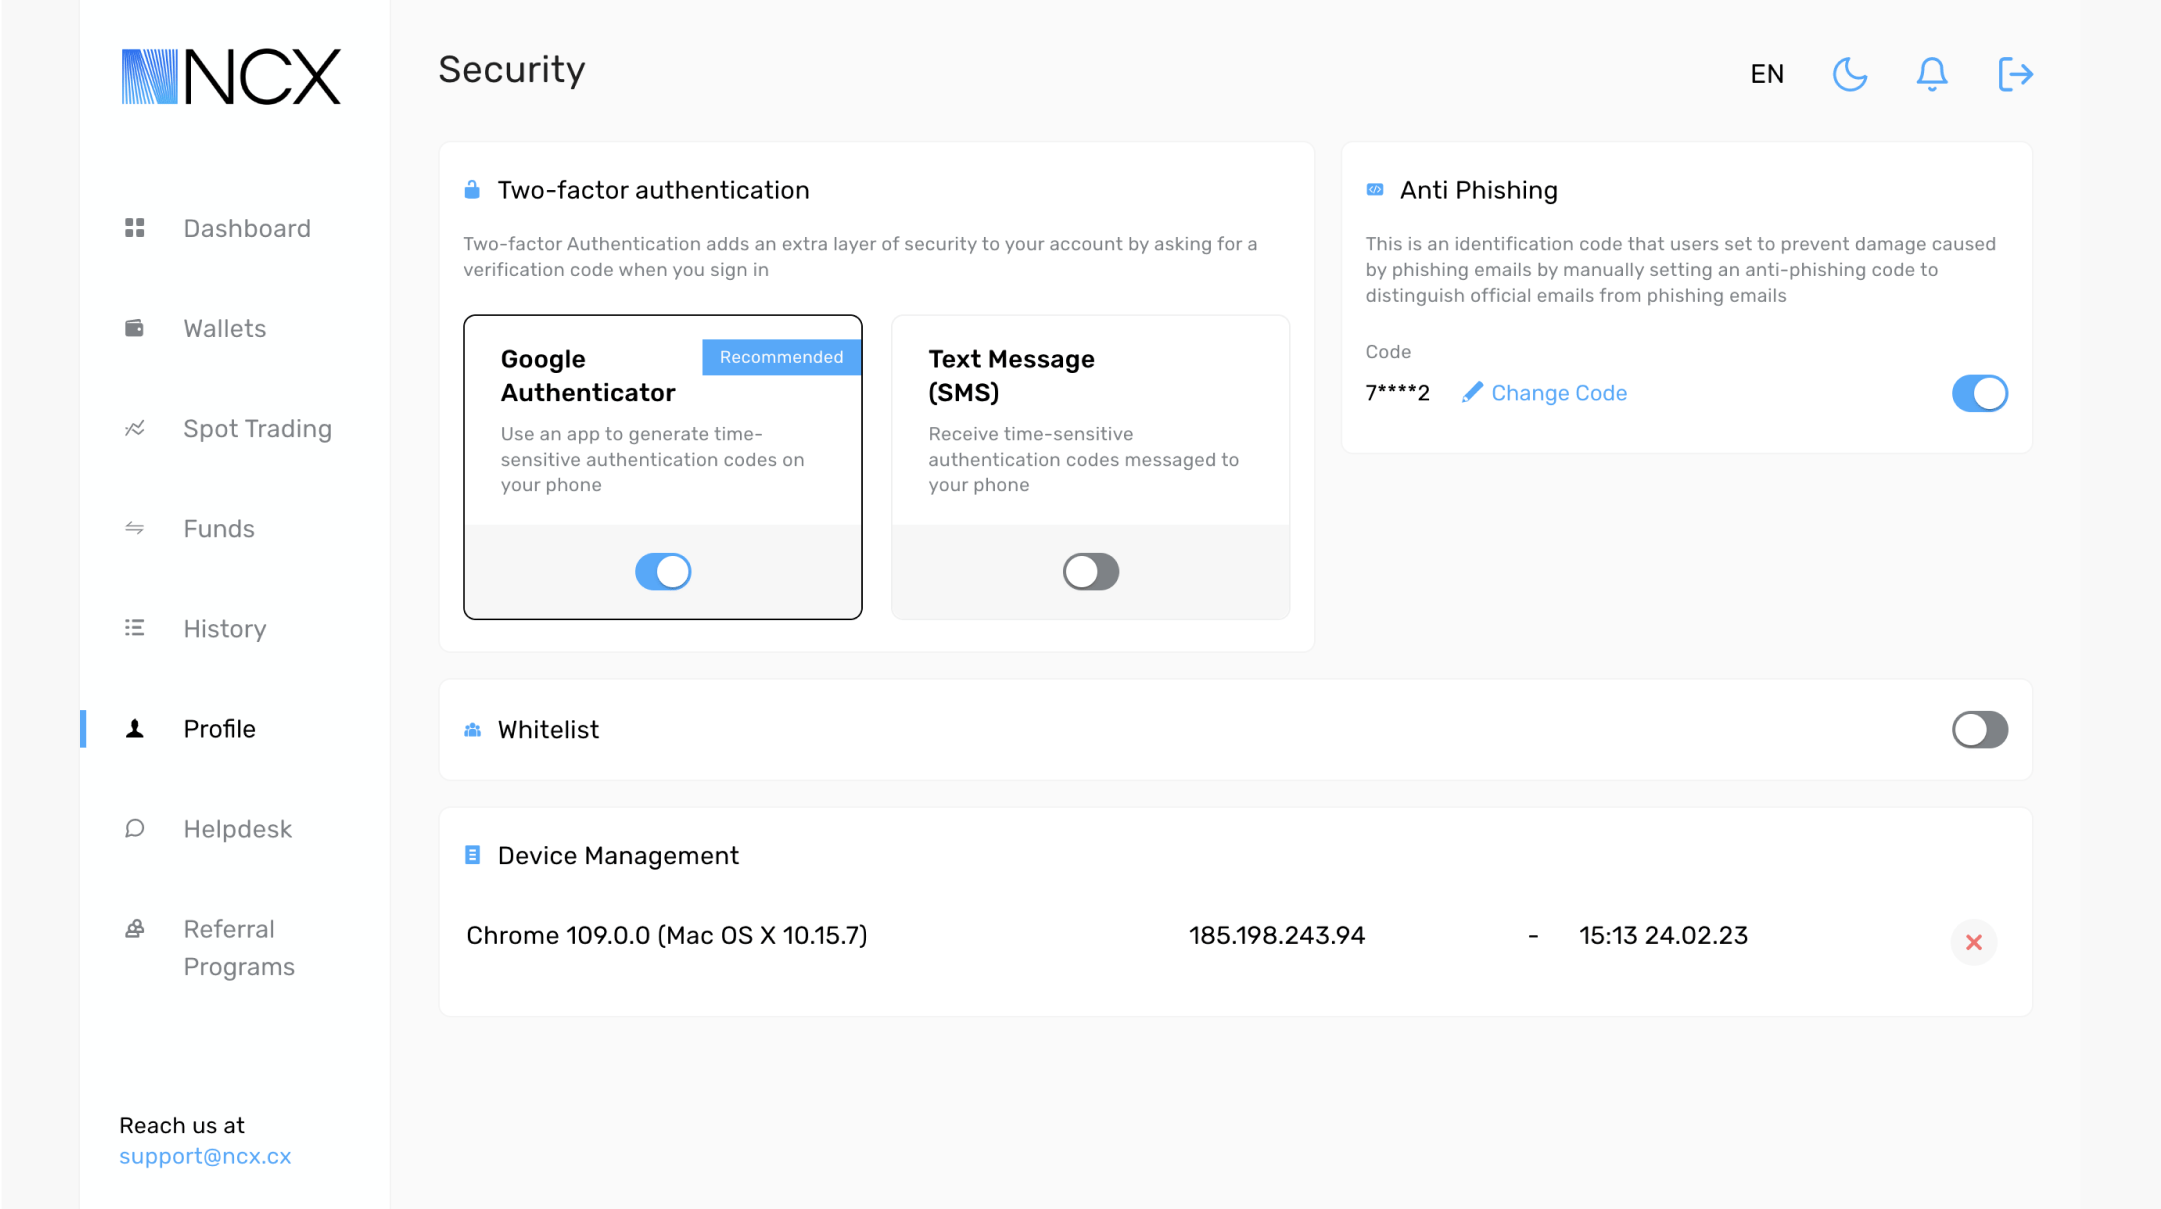 NCX
Security
EN
Dashboard
Wallets
Spot Trading
Funds
History
Profile
Helpdesk
Referral
Programs
Reach us at
support@ncx.cx
Two-factor authentication
Two-factor Authentication adds an extra layer of security to your account by asking for a
verification code when you sign in
Google
Authenticator
Recommended
Use an app to generate time-
sensitive authentication codes on
your phone
Text Message
(SMS)
Receive time-sensitive
authentication codes messaged to
your phone
Anti Phishing
This is an identification code that users set to prevent damage caused
by phishing emails by manually setting an anti-phishing code to
distinguish official emails from phishing emails
Code
7****2 Change Code
Whitelist
Device Management
Chrome 109.0.0 (Mac OS X 10.15.7) 185.198.243.94 - 15:13 24.02.23